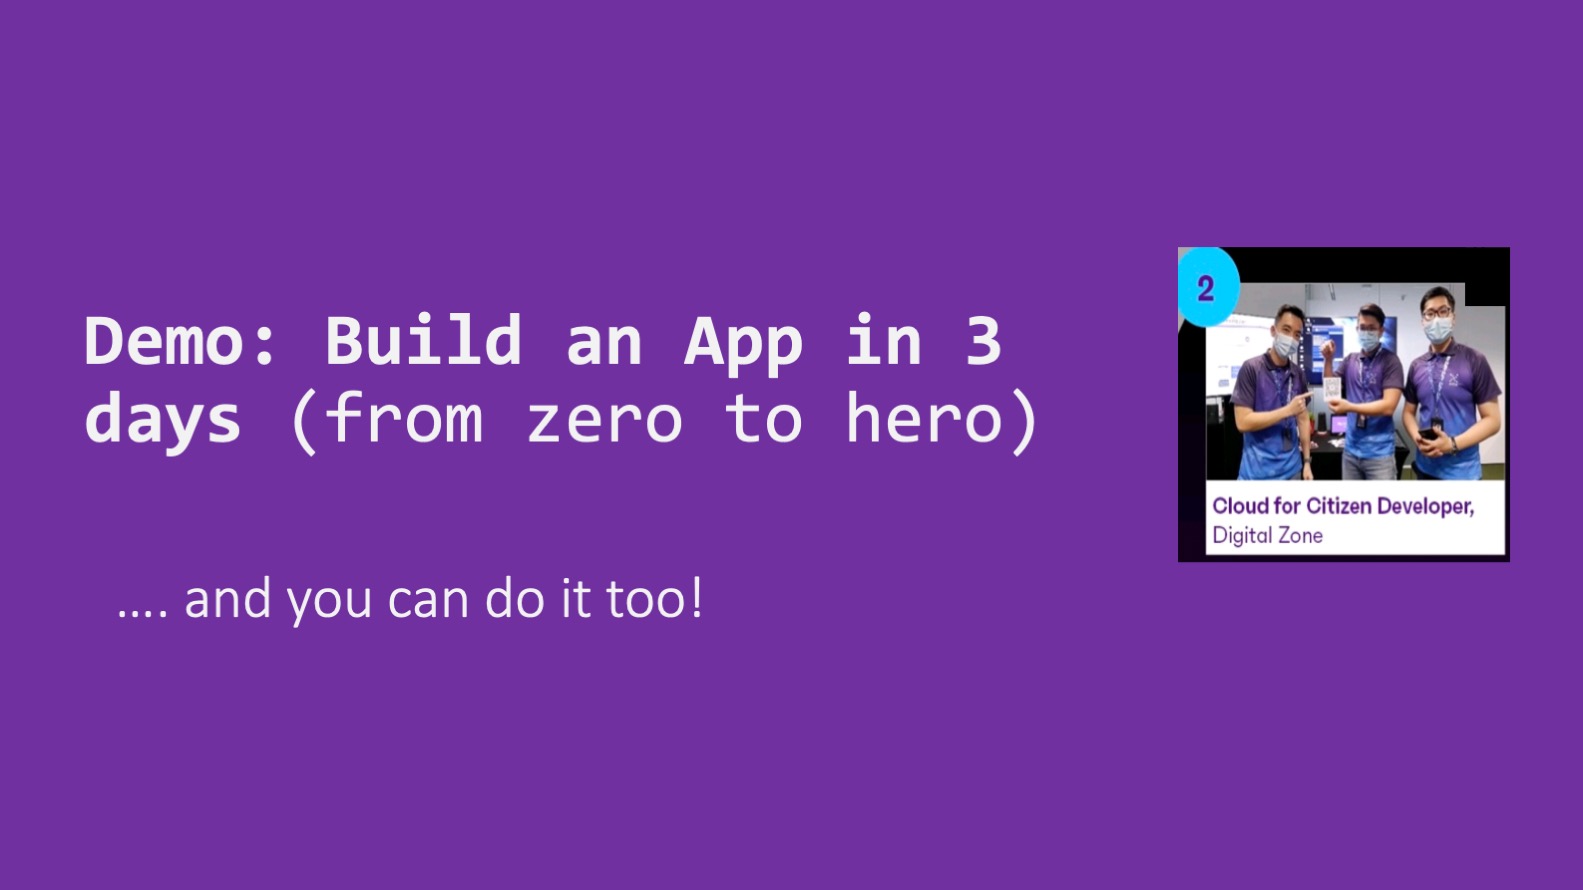 Demo: Build an App in 3
days (from zero to hero)
.... and you can do it too!
2
Cloud for Citizen Developer,
Digital Zone